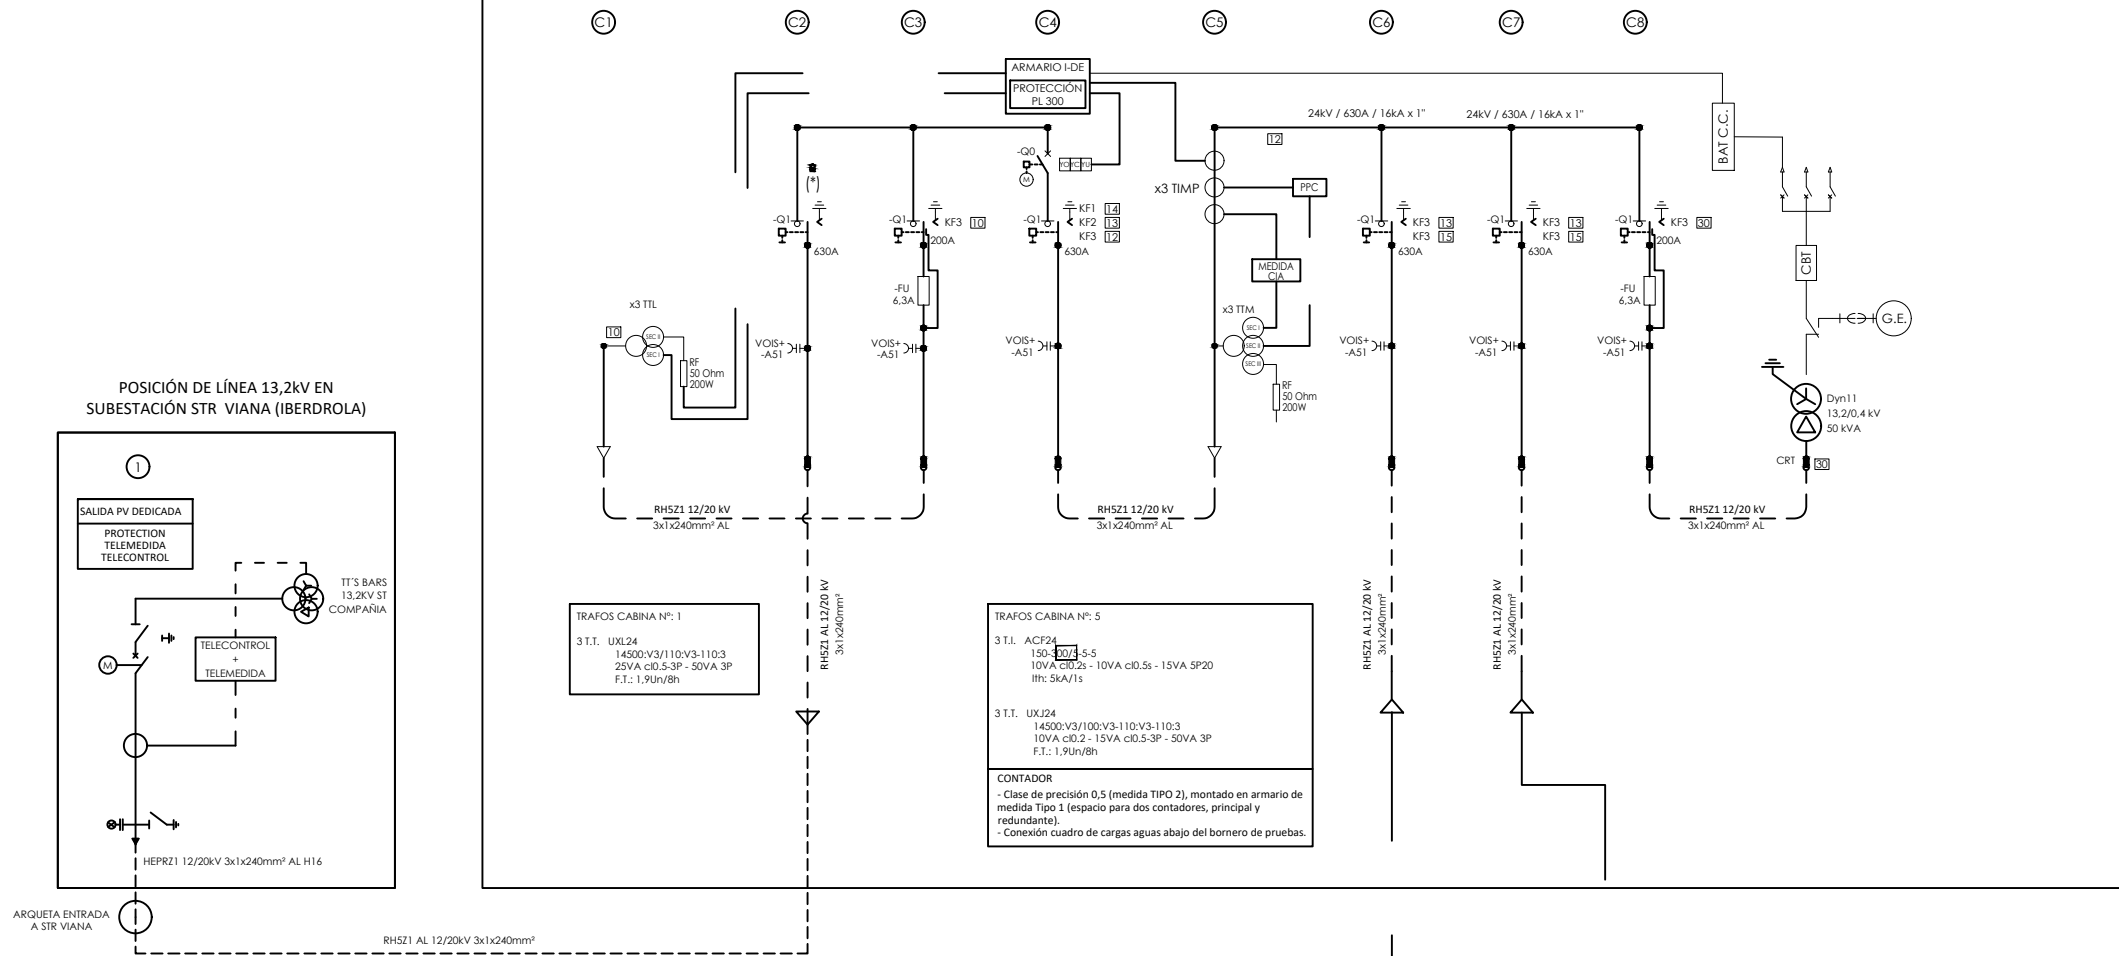 C1
C2
C3
C4
C5
C6
C7
C8
ARMARIO I-DE
PROTECCIÓN
PL 300
24kV / 630A / 16kA x 1"
24kV / 630A / 16kA x 1"
12
BAT C.C.
-Q0
M
YO YC YU
x3 TIMP
PPC
(*)
-Q1
630A
-Q1
KF3 10
200A
-FU
6,3A
-Q1
KF1 14
KF2 13
KF3 12
630A
-Q1
KF3 13
KF3 15
630A
-Q1
KF3 13
KF3 15
630A
-Q1
KF3 30
200A
-FU
6,3A
MEDIDA
CIA
CBT
G.E.
x3 TTL
10
SEC II
SEC I
RF
50 Ohm
200W
VOIS+
-A51
VOIS+
-A51
VOIS+
-A51
x3 TTM
SEC I
SEC II
SEC III
RF
50 Ohm
200W
VOIS+
-A51
VOIS+
-A51
VOIS+
-A51
Dyn11
13,2/0,4 kV
50 kVA
CRT
30
RH5Z1 12/20 kV
3x1x240mm² AL
RH5Z1 12/20 kV
3x1x240mm² AL
RH5Z1 12/20 kV
3x1x240mm² AL
POSICIÓN DE LÍNEA 13,2kV EN
SUBESTACIÓN STR VIANA (IBERDROLA)
1
SALIDA PV DEDICADA
PROTECTION
TELEMEDIDA
TELECONTROL
TT´S BARS
13,2KV ST
COMPAÑIA
TELECONTROL
+
TELEMEDIDA
M
HEPRZ1 12/20kV 3x1x240mm² AL H16
ARQUETA ENTRADA
A STR VIANA
RH5Z1 AL 12/20kV 3x1x240mm²
TRAFOS CABINA Nº: 1
3 T.T. UXL24
14500:V3/110:V3-110:3
25VA cl0.5-3P - 50VA 3P
F.T.: 1,9Un/8h
RH5Z1 AL 12/20 kV
3x1x240mm²
TRAFOS CABINA Nº: 5
3 T.I. ACF24
150-300/5-5-5
10VA cl0.2s - 10VA cl0.5s - 15VA 5P20
Ith: 5kA/1s
3 T.T. UXJ24
14500:V3/100:V3-110:V3-110:3
10VA cl0.2 - 15VA cl0.5-3P - 50VA 3P
F.T.: 1,9Un/8h
CONTADOR
- Clase de precisión 0,5 (medida TIPO 2), montado en armario de
medida Tipo 1 (espacio para dos contadores, principal y
redundante).
- Conexión cuadro de cargas aguas abajo del bornero de pruebas.
RH5Z1 AL 12/20 kV
3x1x240mm²
RH5Z1 AL 12/20 kV
3x1x240mm²